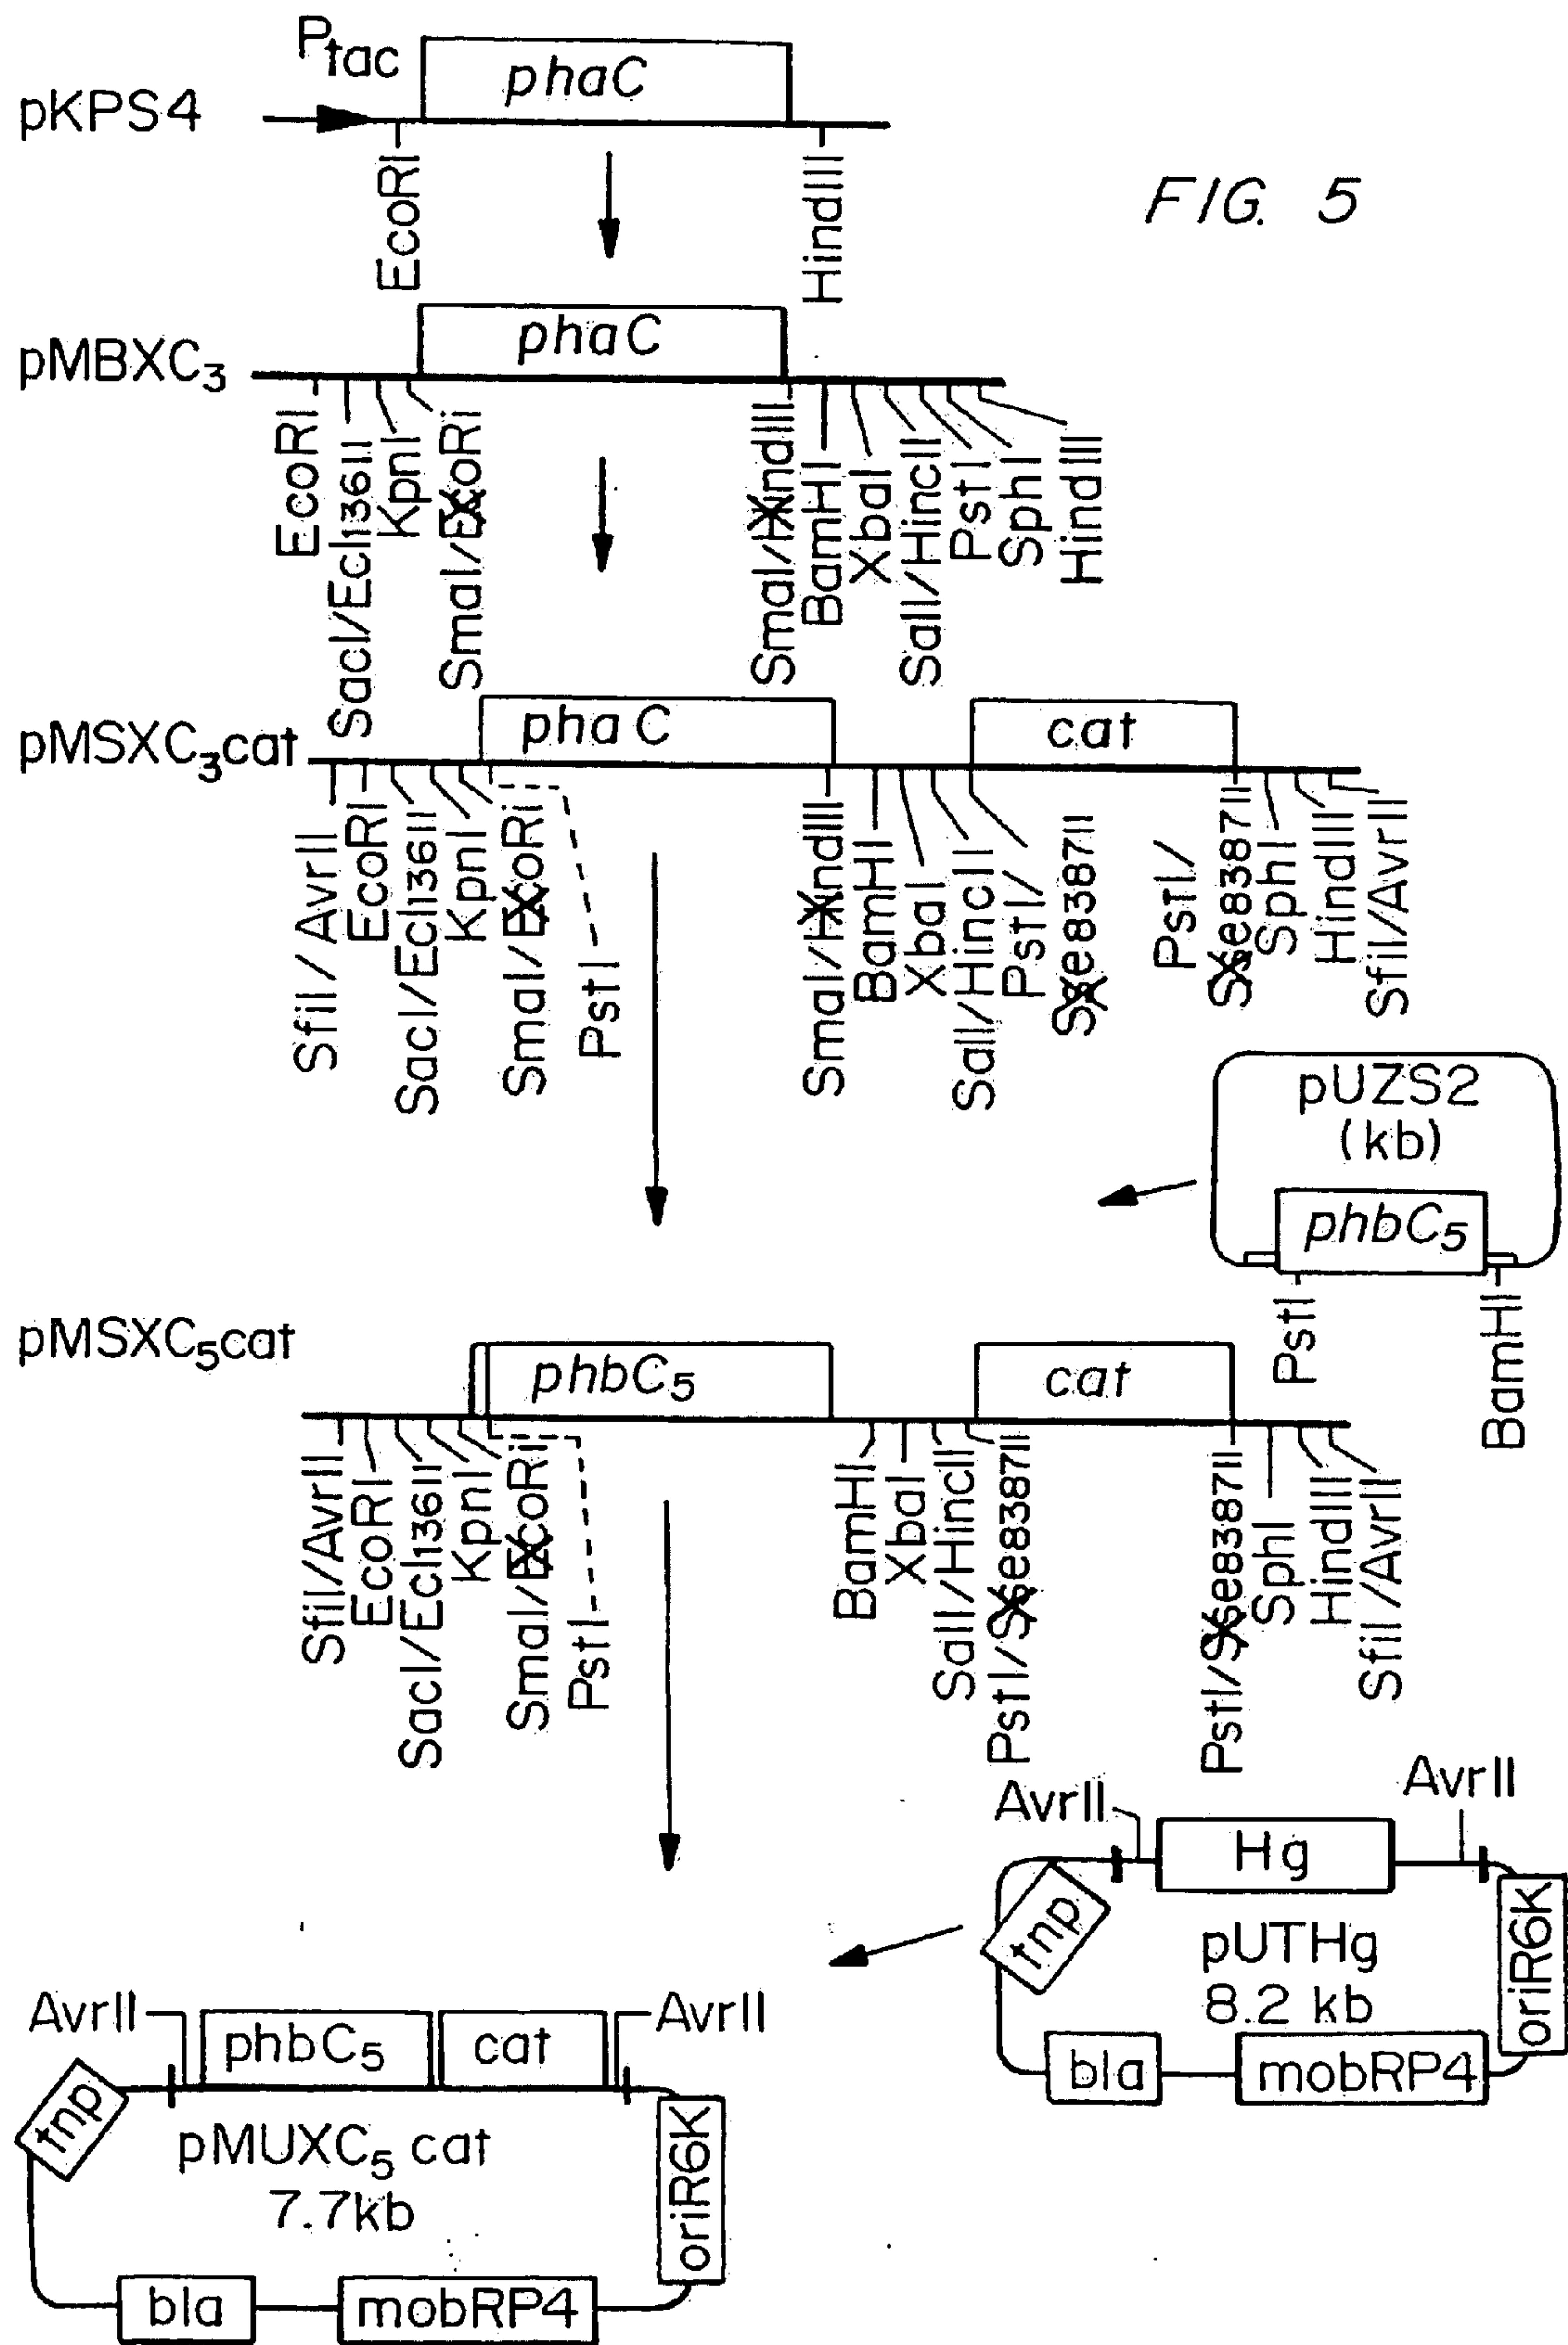 FIG. 5
pKPS4
Ptac
phaC
EcoRI
HindIII
pMBXC3
phaC
EcoRI
SacI/Ecl136II
KpnI
SmaI/EcoRi
SmaI/HindIII
BamHI
XbaI
SalI/HincII
PstI
SphI
HindIII
pMSXC3cat
phaC
cat
SfiI/AvrII
EcoRI
SacI/Ecl136II
KpnI
SmaI/EcoRi
PstI
SmaI/HindIII
BamHI
XbaI
SalI/HincII
PstI/
Sse8387II
PstI/
Sse8387II
SphI
HindIII
SfiI/AvrII
pUZS2
(kb)
phbC5
PstI
BamHI
pMSXC5cat
phbC5
cat
SfiI/AvrII
EcoRI
SacI/Ecl136II
KpnI
SmaI/EcoRi
PstI
BamHI
XbaI
SalI/HincII
PstI/Sse8387II
PstI/Sse8387II
SphI
HindIII
SfiI/AvrII
AvrII
AvrII
Hg
tnp
pUTHg
8.2 kb
oriR6K
bla
mobRP4
AvrII
phbC5
cat
AvrII
tnp
pMUXC5 cat
7.7kb
oriR6K
bla
mobRP4